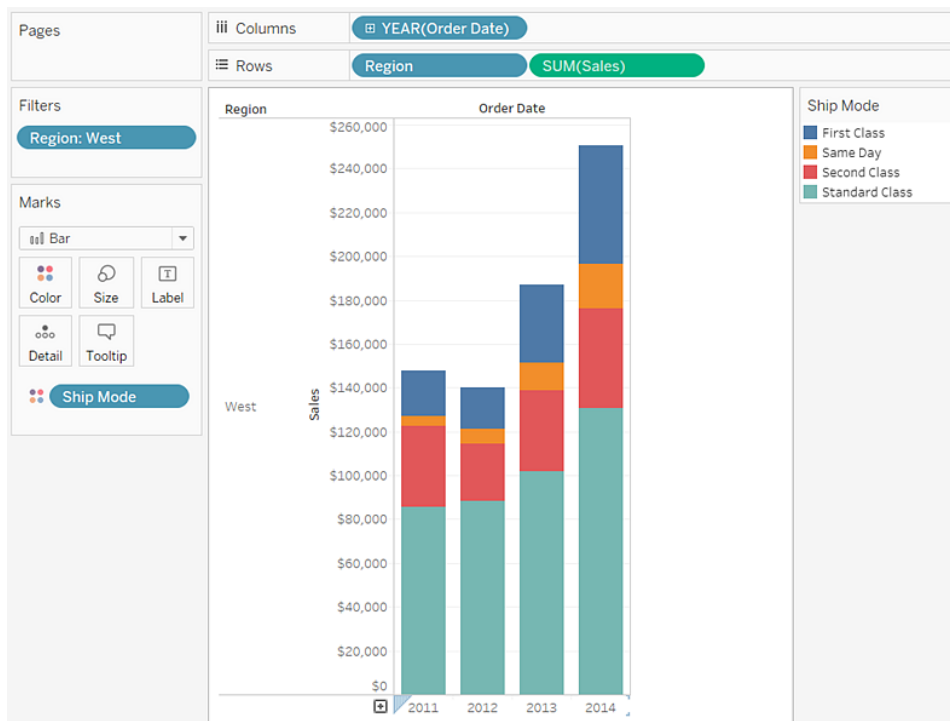 Pages
Columns
YEAR(Order Date)
Rows
Region
SUM(Sales)
Filters
Region: West
Marks
Bar
Color
Size
Label
Detail
Tooltip
Ship Mode
Region
Order Date
West
Sales
$260,000
$240,000
$220,000
$200,000
$180,000
$160,000
$140,000
$120,000
$100,000
$80,000
$60,000
$40,000
$20,000
$0
2011
2012
2013
2014
Ship Mode
First Class
Same Day
Second Class
Standard Class